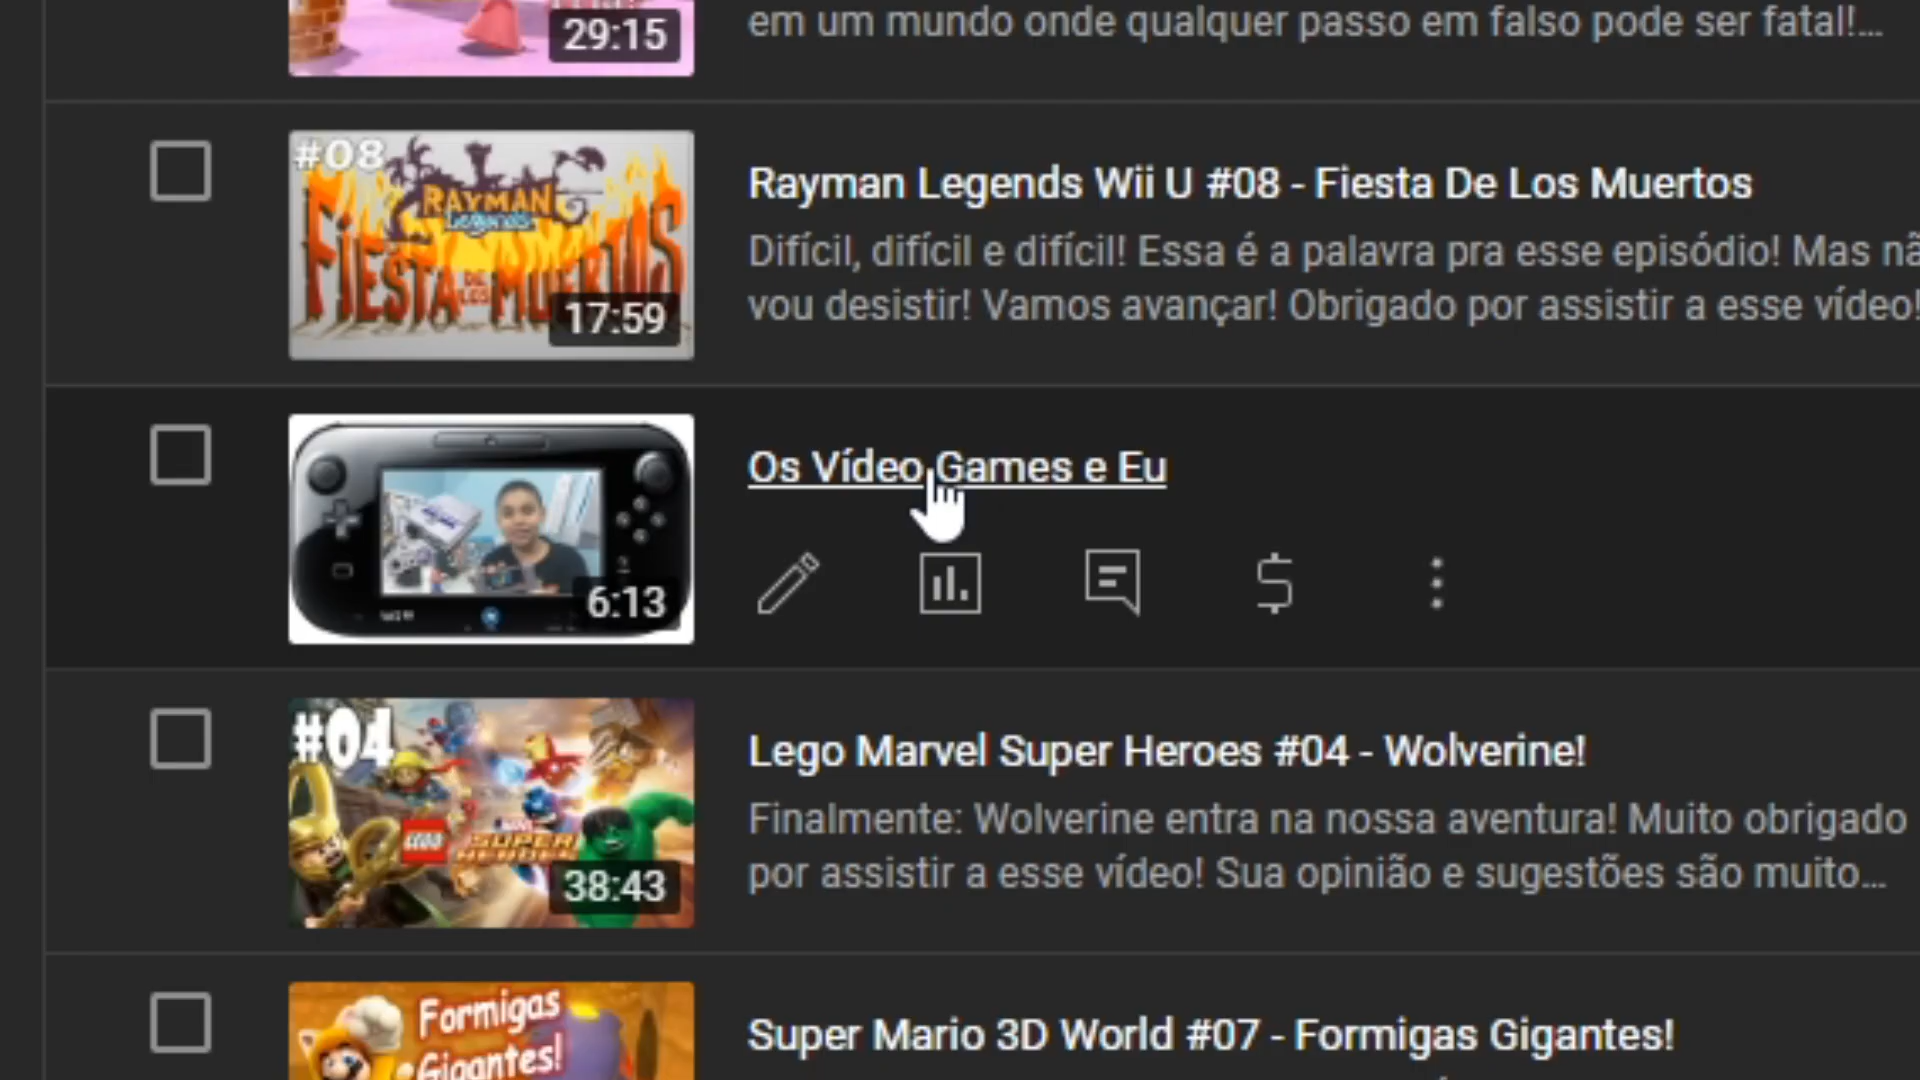 29:15
em um mundo onde qualquer passo em falso pode ser fatal!...
#08
RAYMAN
Legends
FIESTA DE LOS MUERTOS
17:59
Rayman Legends Wii U #08 - Fiesta De Los Muertos
Difícil, difícil e difícil! Essa é a palavra pra esse episódio! Mas nã
vou desistir! Vamos avançar! Obrigado por assistir a esse vídeo!
6:13
Os Vídeo Games e Eu
#04
LEGO
MARVEL
SUPER
HEROES
38:43
Lego Marvel Super Heroes #04 - Wolverine!
Finalmente: Wolverine entra na nossa aventura! Muito obrigado
por assistir a esse vídeo! Sua opinião e sugestões são muito...
Formigas
Gigantes!
Super Mario 3D World #07 - Formigas Gigantes!